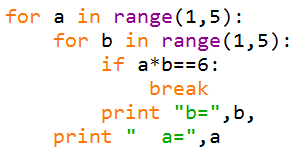 for a in range(1,5):
    for b in range(1,5):
        if a*b==6:
            break
        print "b=",b,
    print "  a=",a